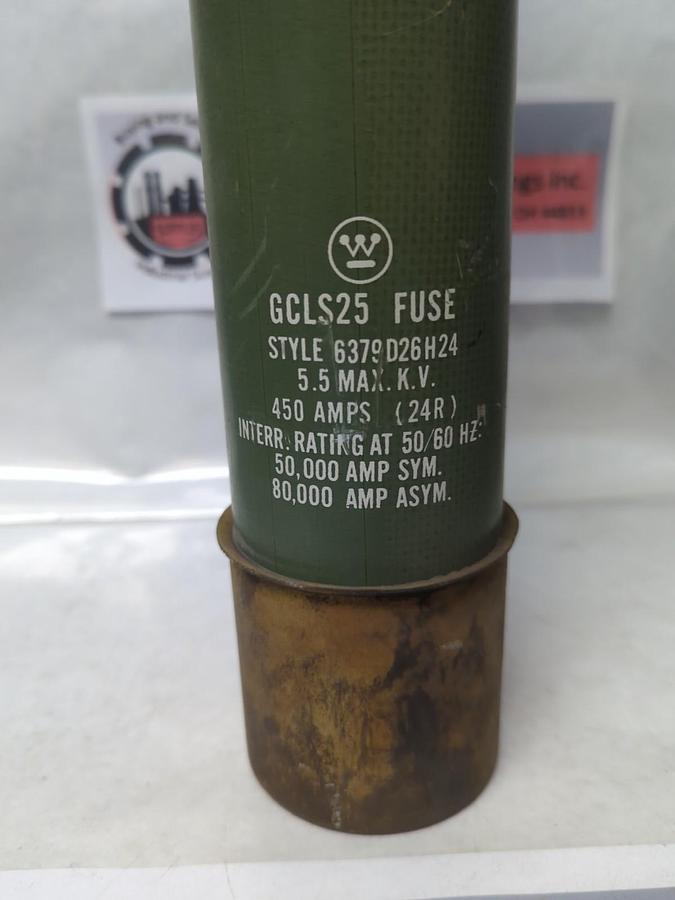 GCLS25 FUSE
STYLE 6379D26H24
5.5 MAX. K.V.
450 AMPS (24R)
INTERR. RATING AT 50/60 HZ.
50,000 AMP SYM.
80,000 AMP ASYM.